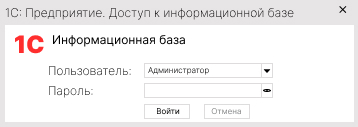 1С: Предприятие. Доступ к информационной базе
1С Информационная база
Пользователь: Администратор
Пароль:
Войти Отмена